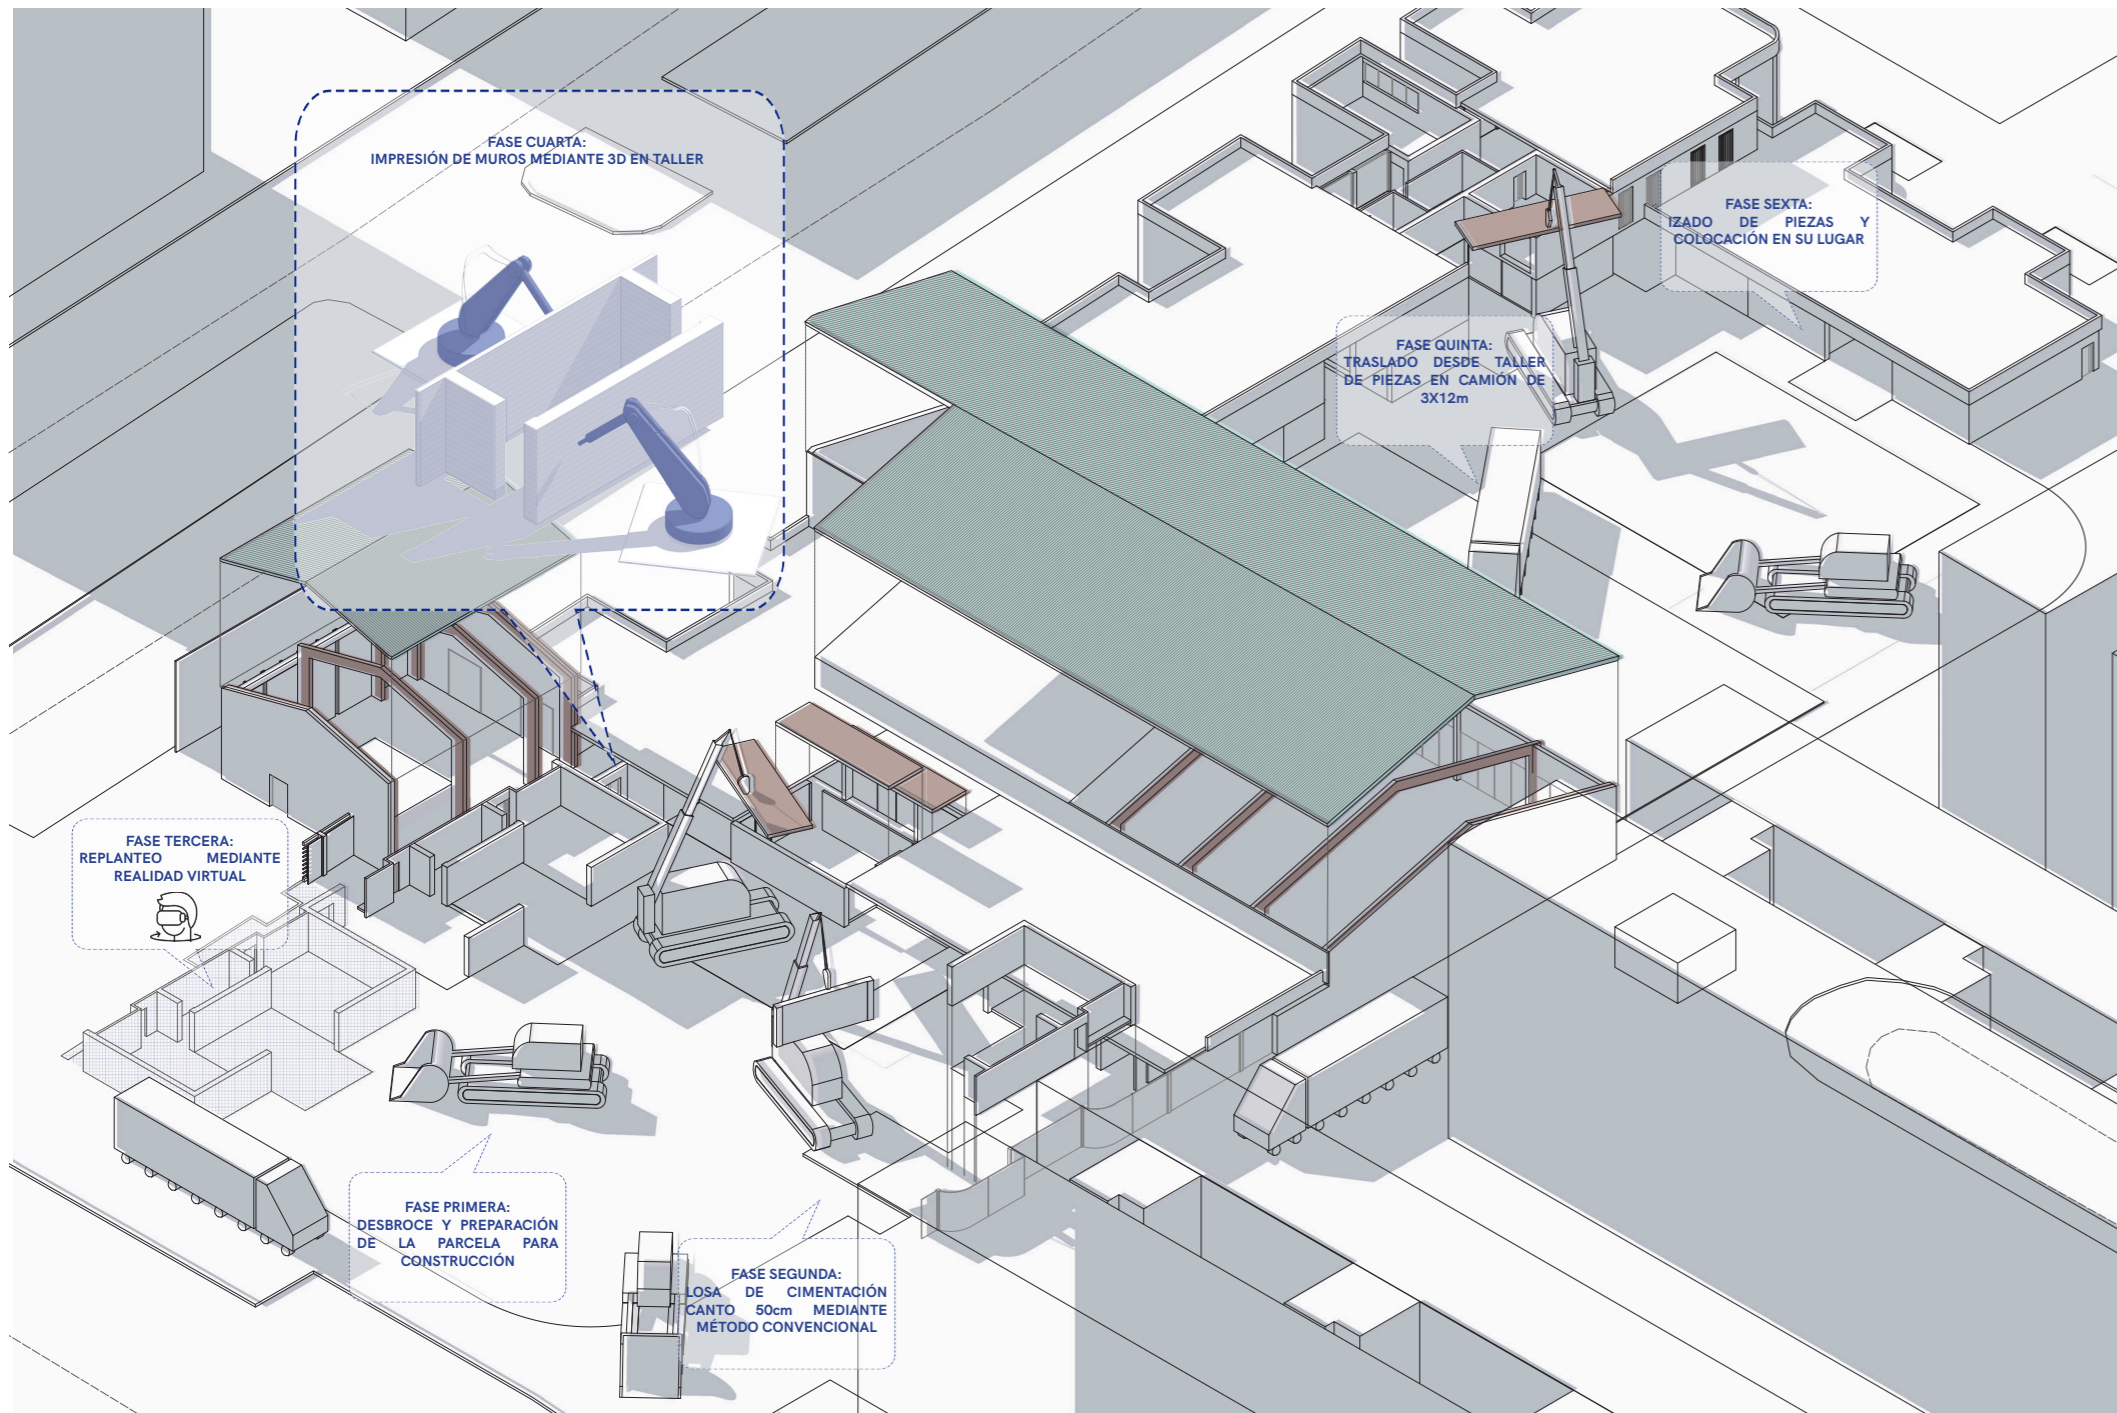 FASE CUARTA:
IMPRESIÓN DE MUROS MEDIANTE 3D EN TALLER
FASE SEXTA:
IZADO DE PIEZAS Y
COLOCACIÓN EN SU LUGAR
FASE QUINTA:
TRASLADO DESDE TALLER
DE PIEZAS EN CAMIÓN DE
3X12m
FASE TERCERA:
REPLANTEO MEDIANTE
REALIDAD VIRTUAL
FASE PRIMERA:
DESBROCE Y PREPARACIÓN
DE LA PARCELA PARA
CONSTRUCCIÓN
FASE SEGUNDA:
LOSA DE CIMENTACIÓN
CANTO 50cm MEDIANTE
MÉTODO CONVENCIONAL